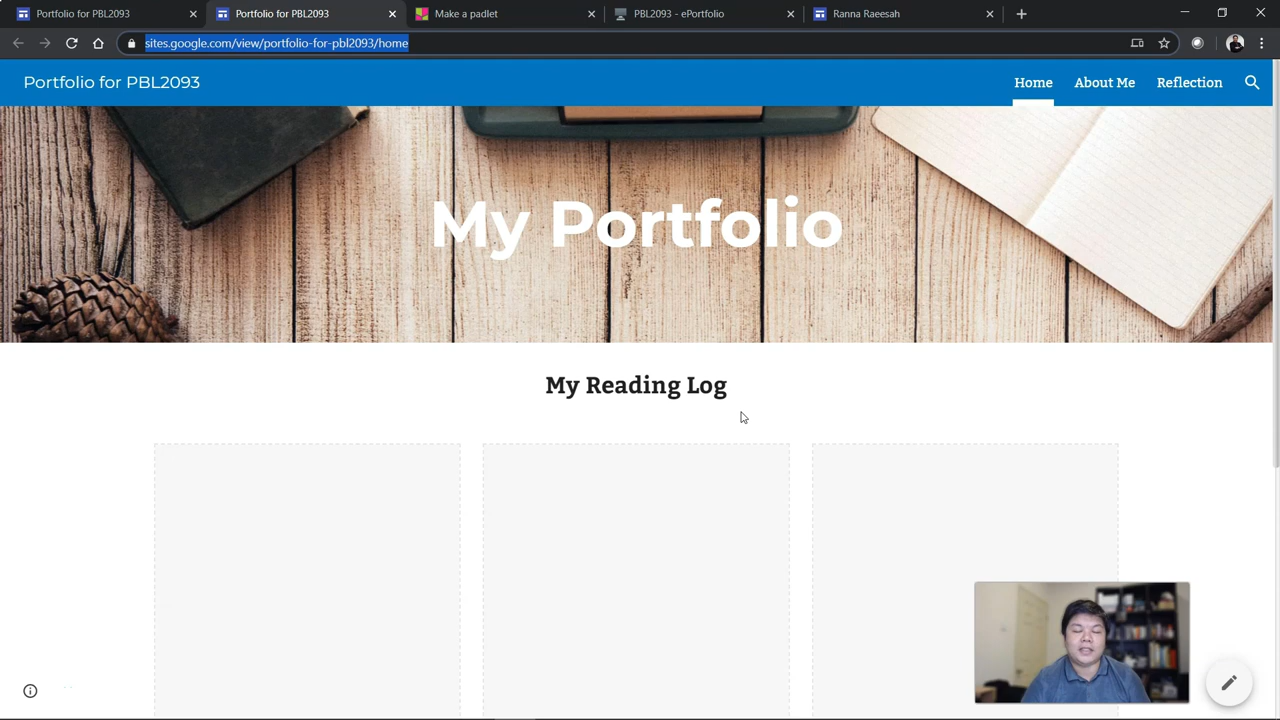 Portfolio for PBL2093
Portfolio for PBL2093
Make a padlet
PBL2093 - ePortfolio
Ranna Raeesah
sites.google.com/view/portfolio-for-pbl2093/home
Portfolio for PBL2093
Home
About Me
Reflection
My Portfolio
My Reading Log